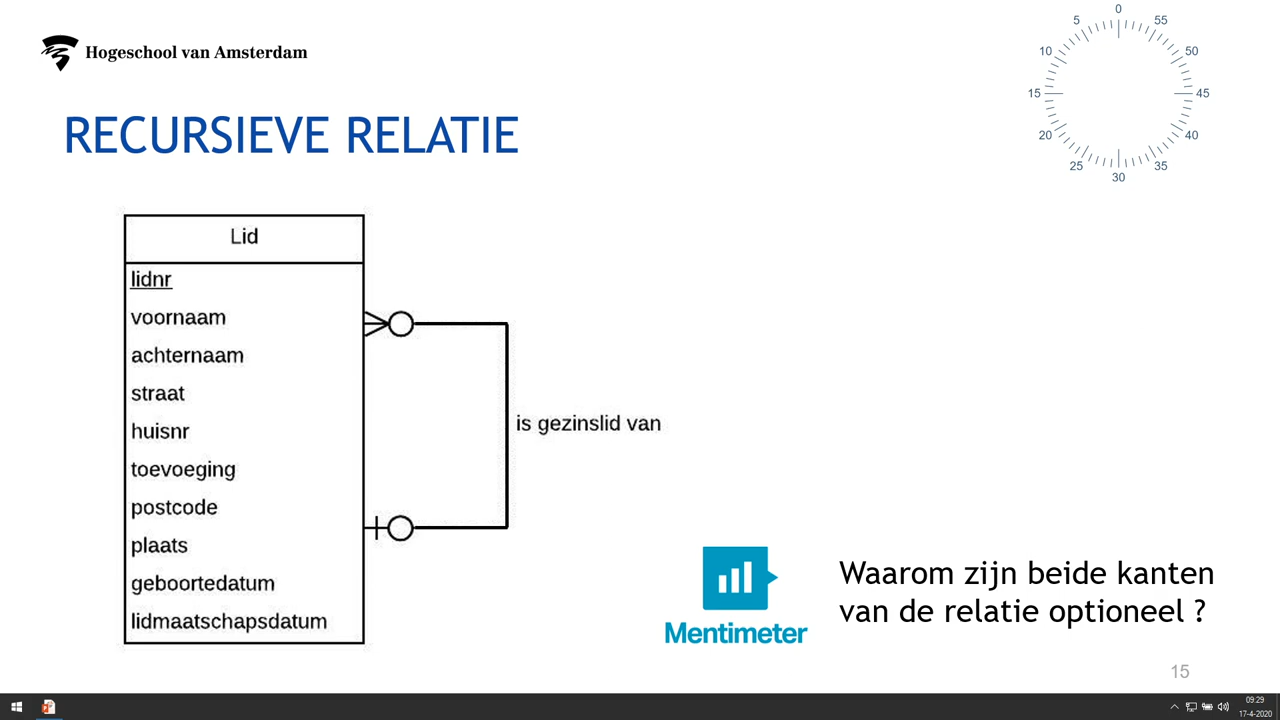 Hogeschool van Amsterdam
RECURSIEVE RELATIE
0
5
55
10
50
15
45
20
40
25
35
30
Lid
lidnr
voornaam
achternaam
straat
huisnr
toevoeging
postcode
plaats
geboortedatum
lidmaatschapsdatum
is gezinslid van
Mentimeter
Waarom zijn beide kanten
van de relatie optioneel ?
15
09:29
17-4-2020